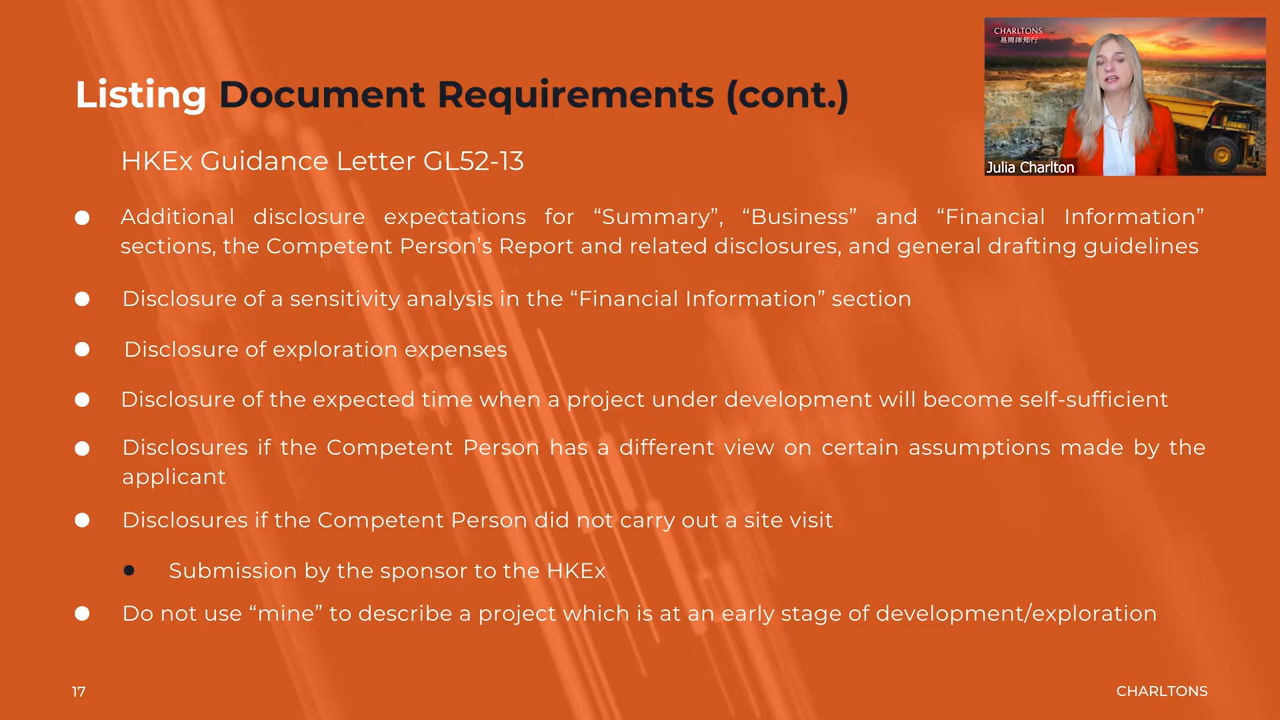 CHARLTONS
易周律知行
Julia Charlton
Listing Document Requirements (cont.)
HKEx Guidance Letter GL52-13
Additional disclosure expectations for “Summary”, “Business” and “Financial Information”
sections, the Competent Person’s Report and related disclosures, and general drafting guidelines
Disclosure of a sensitivity analysis in the “Financial Information” section
Disclosure of exploration expenses
Disclosure of the expected time when a project under development will become self-sufficient
Disclosures if the Competent Person has a different view on certain assumptions made by the
applicant
Disclosures if the Competent Person did not carry out a site visit
Submission by the sponsor to the HKEx
Do not use “mine” to describe a project which is at an early stage of development/exploration
17
CHARLTONS